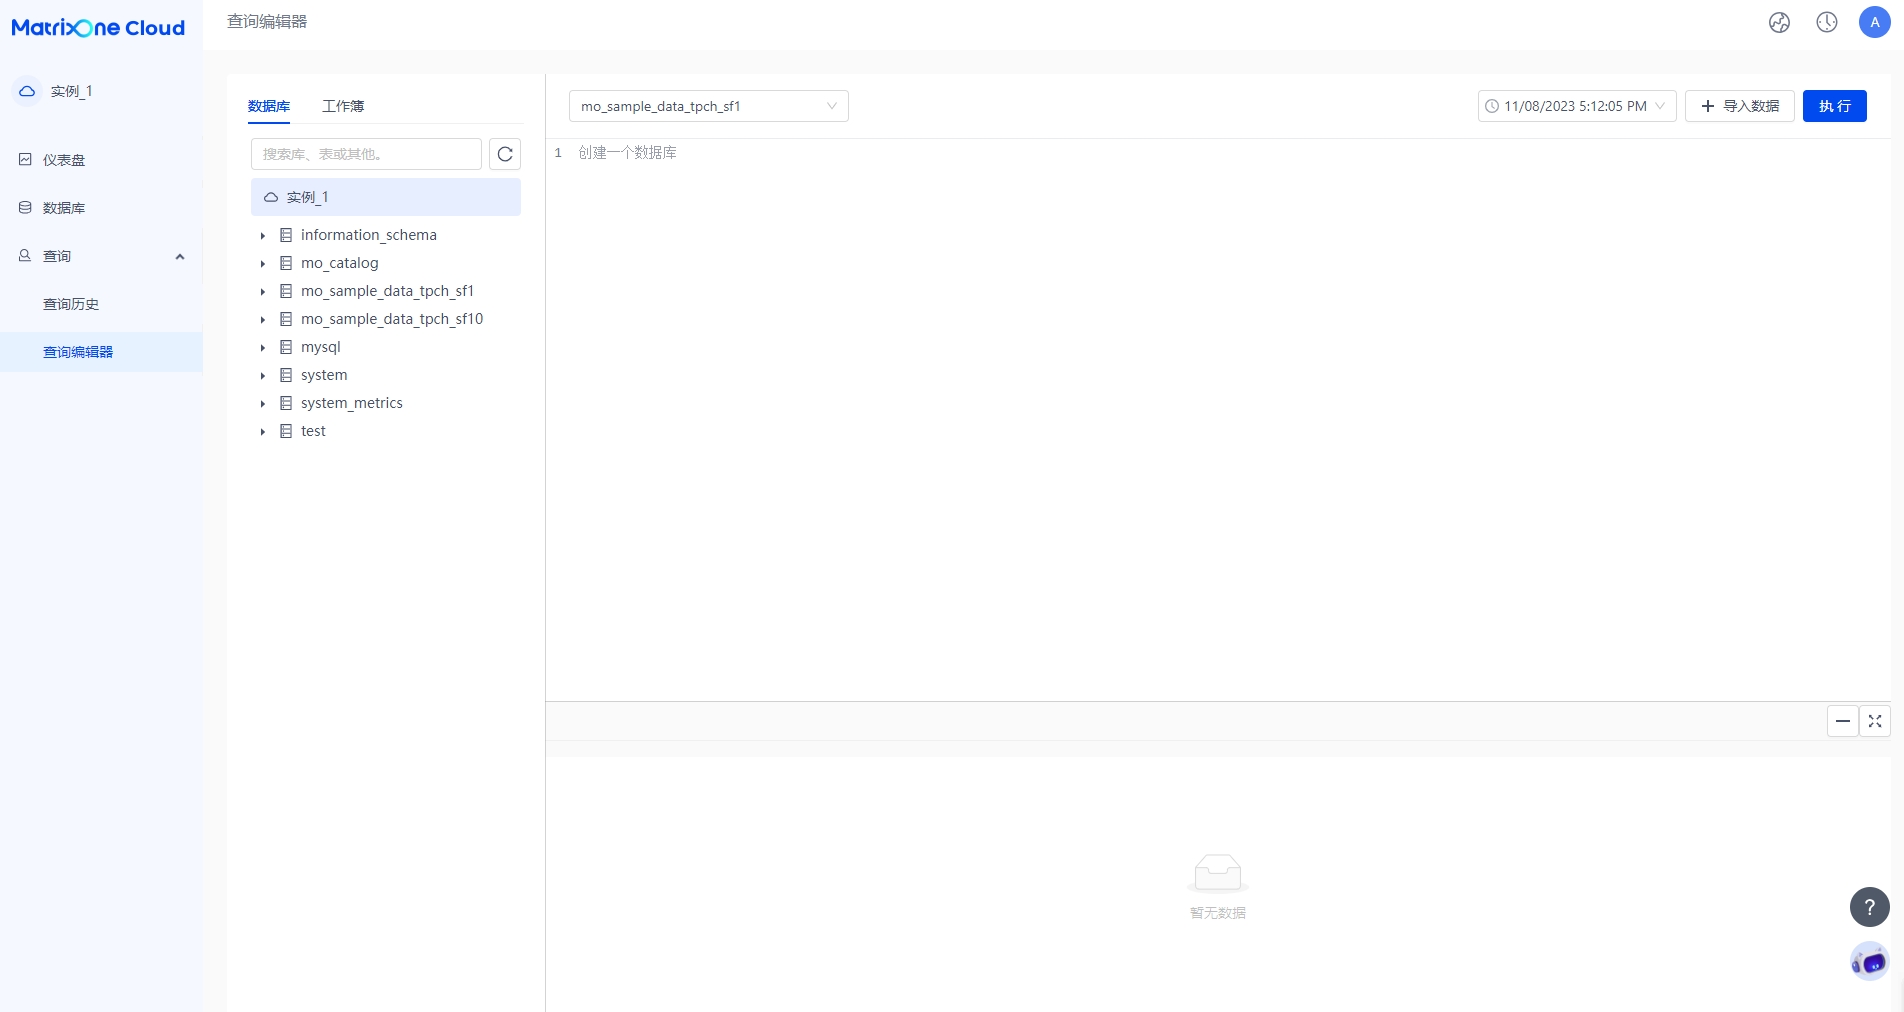 MatrixOne Cloud
查询编辑器
A
实例_1
仪表盘
数据库
查询
查询历史
查询编辑器
数据库 工作簿
搜索库、表或其他。
实例_1
information_schema
mo_catalog
mo_sample_data_tpch_sf1
mo_sample_data_tpch_sf10
mysql
system
system_metrics
test
mo_sample_data_tpch_sf1
11/08/2023 5:12:05 PM
导入数据
执 行
1 创建一个数据库
暂无数据
?